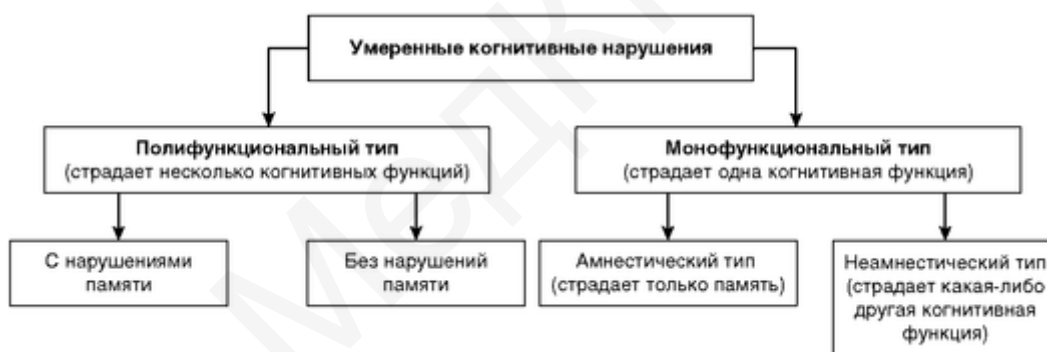 Умеренные когнитивные нарушения
Полифункциональный тип
(страдает несколько когнитивных функций)
Монофункциональный тип
(страдает одна когнитивная функция)
С нарушениями
памяти
Без нарушений
памяти
Амнестический тип
(страдает только память)
Неамнестический тип
(страдает какая-либо
другая когнитивная
функция)